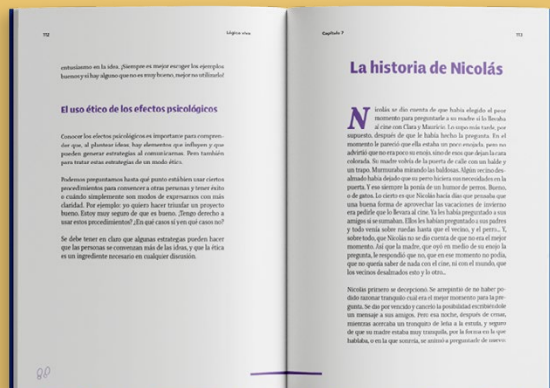 112
Lógica viva
entusiasmo en la idea. ¡Siempre es mejor escoger los ejemplos
buenos y si hay alguno que no es muy bueno, mejor no utilizarlo!
El uso ético de los efectos psicológicos
Conocer los efectos psicológicos es importante para compren-
der que, al plantear ideas, hay elementos que influyen y que
pueden generar estrategias al comunicarnos. Pero también
para tratar estas estrategias de un modo ético.
Podemos preguntarnos hasta qué punto está bien usar ciertos
procedimientos para convencer a otras personas y tener éxito
o cuándo simplemente son modos de expresarnos con más
claridad. Por ejemplo: yo quiero hacer triunfar un proyecto
bueno. Estoy muy seguro de que es bueno. ¿Tengo derecho a
usar estos procedimientos? ¿En qué casos sí y en qué casos no?
Se debe tener en claro que algunas estrategias pueden hacer
que las personas se convenzan más de las ideas, y que la ética
es un ingrediente necesario en cualquier discusión.
Capítulo 7
113
La historia de Nicolás
Nicolás se dio cuenta de que había elegido el peor
momento para preguntarle a su madre si lo llevaba
al cine con Clara y Mauricio. Lo supo más tarde, por
supuesto, después de que le había hecho la pregunta. En el
momento le pareció que ella estaba un poco enojada, pero no
advirtió que no era poco su enojo, sino de esos que dejan la cara
colorada. Su madre volvía de la puerta de calle con un balde y
un trapo. Murmuraba mirando las baldosas. Algún vecino des-
almado había dejado que su perro hiciera sus necesidades en la
puerta. Y eso siempre la ponía de un humor de perros. Bueno,
o de gatos. Lo cierto es que Nicolás hacía días que pensaba que
una buena forma de aprovechar las vacaciones de invierno
era pedirle que lo llevara al cine. Ya les había preguntado a sus
amigos si se sumaban. Ellos les habían preguntado a sus padres
y todo venía sobre ruedas hasta que el vecino, y el perro... Y,
sobre todo, que Nicolás no se dio cuenta de que no era el mejor
momento. Así que la madre, que oyó en medio de su enojo la
pregunta, le respondió que no, que en ese momento no podía,
que no quería saber de nada con el cine, ni con el mundo, que
los vecinos desalmados esto y lo otro...
Nicolás primero se decepcionó. Se arrepintió de no haber po-
dido razonar tranquilo cuál era el mejor momento para la pre-
gunta. Se dio por vencido y canceló la posibilidad escribiéndole
un mensaje a sus amigos. Pero esa noche, después de cenar,
mientras acercaba un tronquito de leña a la estufa, y seguro
de que su madre estaba muy tranquila, por la forma en la que
hablaba, o en la que sonreía, se animó a preguntarle de nuevo